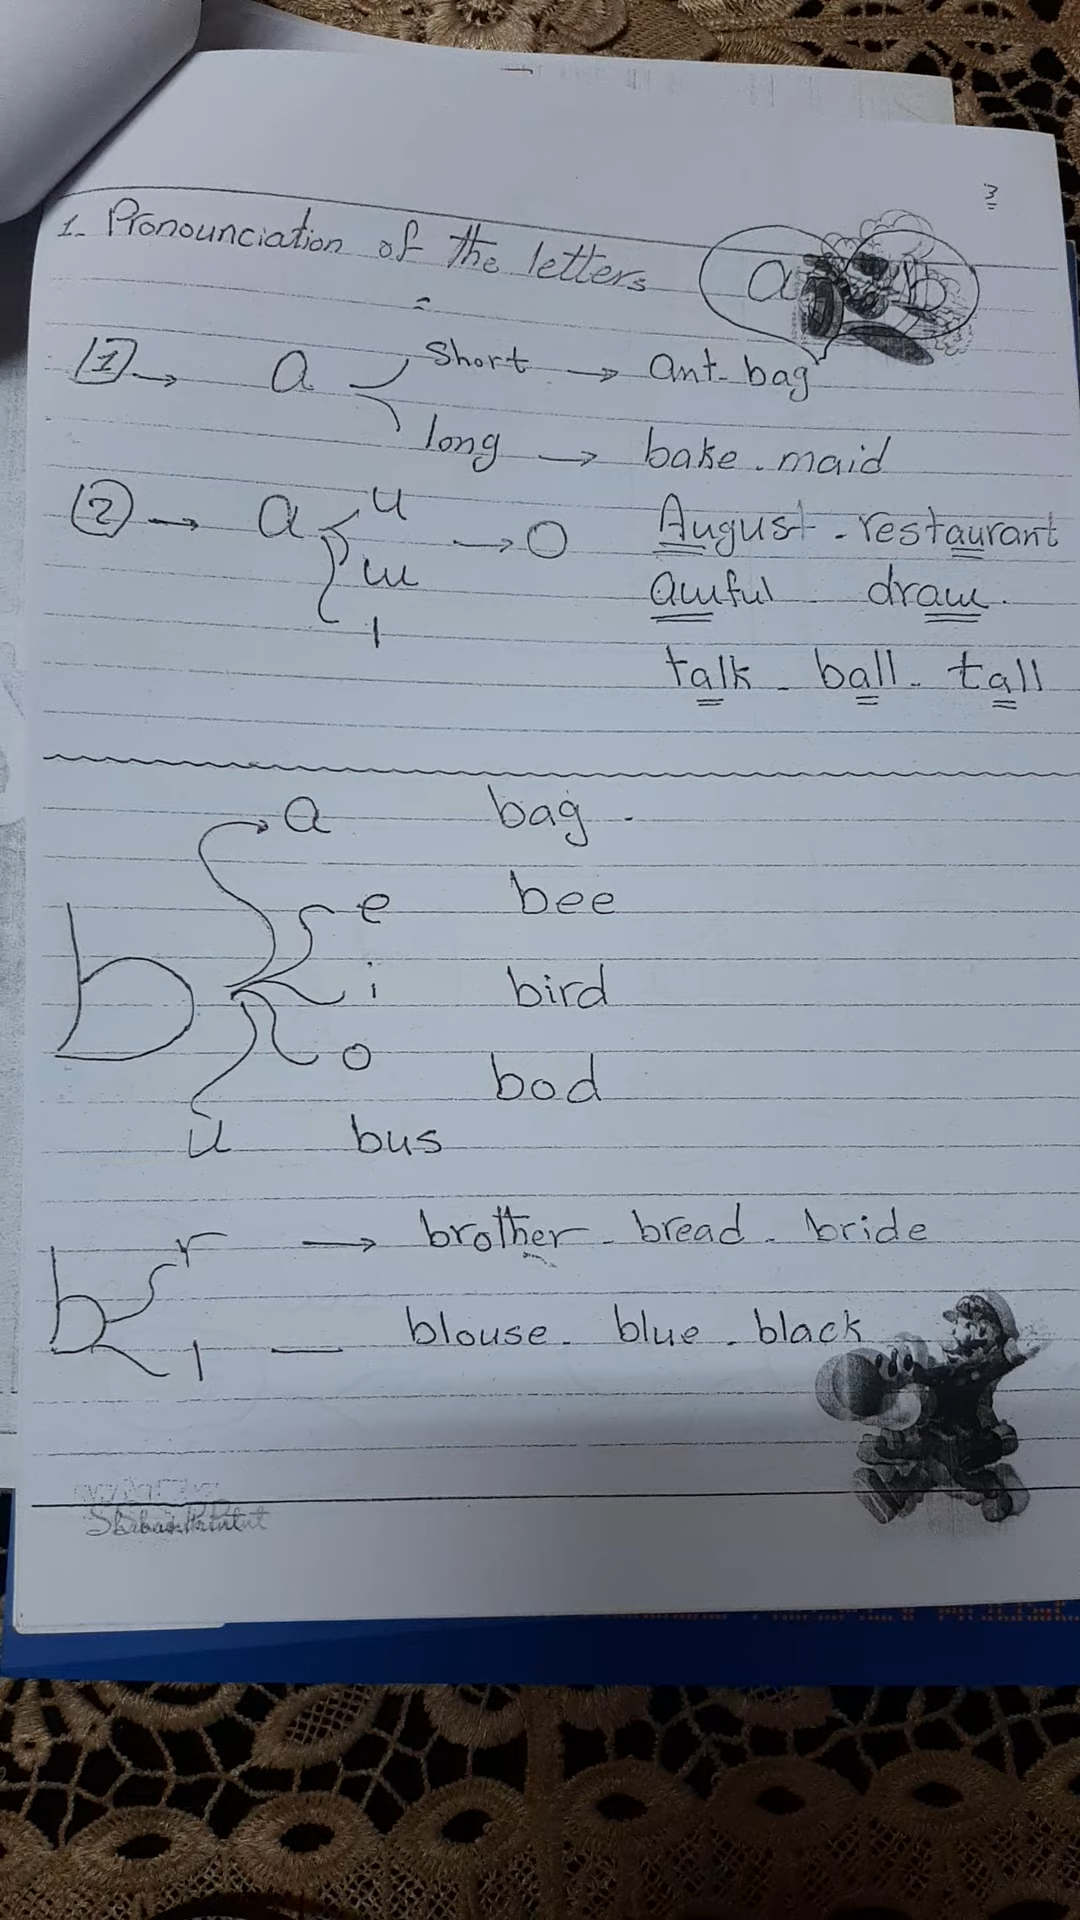 3
1- Pronounciation of the letters
a b
1 → a short → ant - bag
long → bake . maid
2 → a u → o August - restaurant
w awful draw.
l talk - ball - tall
a bag .
e bee
b i bird
o bod
u bus
b r → brother - bread - bride
l — blouse - blue - black